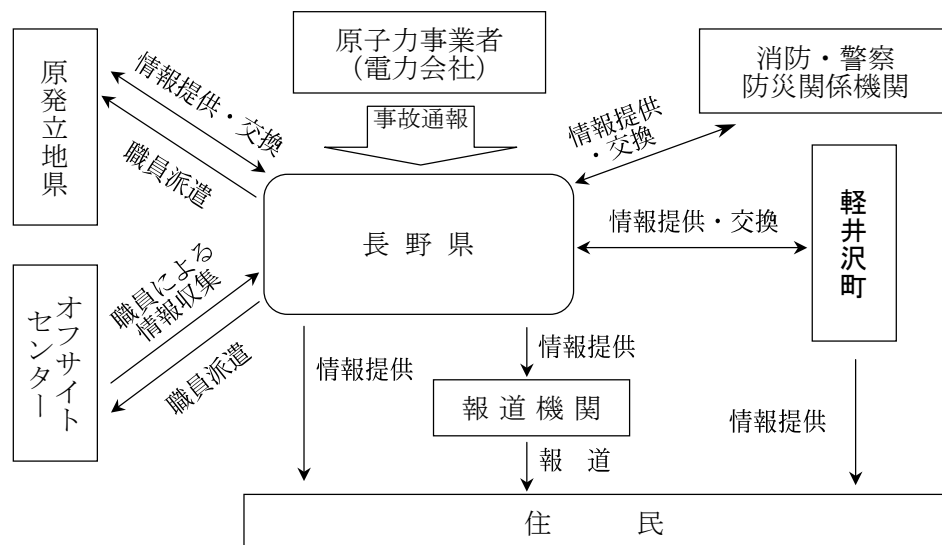 原子力事業者
（電力会社）
消防・警察
防災関係機関
原発立地県
情報提供・交換
職員派遣
事故通報
情報提供
・交換
長野県
情報提供・交換
軽井沢町
オフサイト
センター
職員による
情報収集
職員派遣
情報提供
情報提供
報道機関
報　道
情報提供
住　民